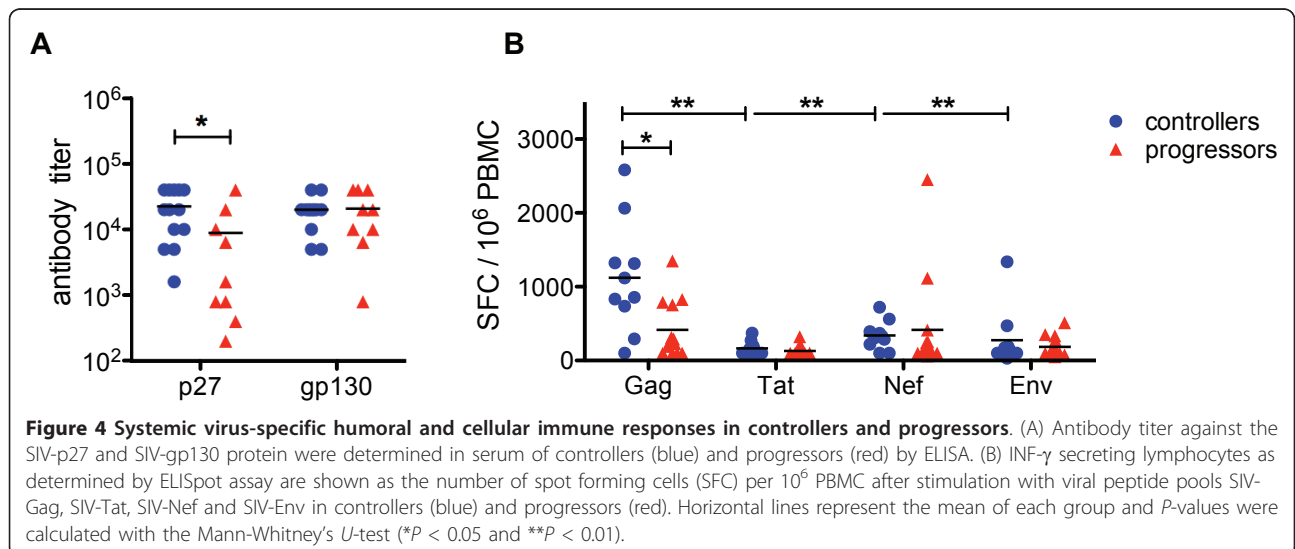 A
B
10⁶
10⁵
10⁴
10³
10²
antibody titer
*
p27
gp130
SFC / 10⁶ PBMC
3000
2000
1000
0
**
**
**
*
Gag
Tat
Nef
Env
controllers
progressors
Figure 4 Systemic virus-specific humoral and cellular immune responses in controllers and progressors. (A) Antibody titer against the
SIV-p27 and SIV-gp130 protein were determined in serum of controllers (blue) and progressors (red) by ELISA. (B) INF-γ secreting lymphocytes as
determined by ELISpot assay are shown as the number of spot forming cells (SFC) per 10⁶ PBMC after stimulation with viral peptide pools SIV-
Gag, SIV-Tat, SIV-Nef and SIV-Env in controllers (blue) and progressors (red). Horizontal lines represent the mean of each group and P-values were
calculated with the Mann-Whitney's U-test (*P < 0.05 and **P < 0.01).